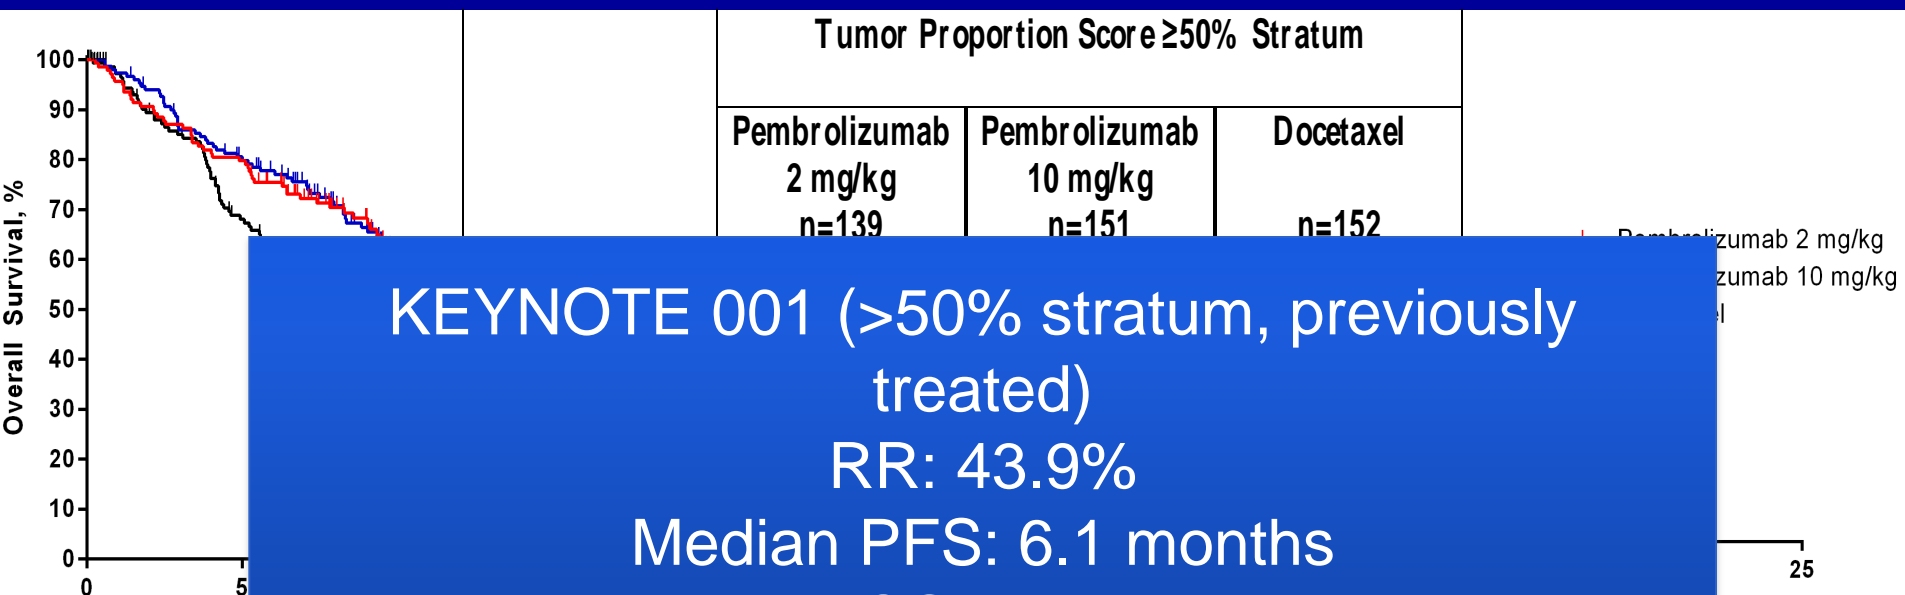 Tumor Proportion Score ≥50% Stratum
Pembrolizumab
2 mg/kg
n=139
Pembrolizumab
10 mg/kg
n=151
Docetaxel
n=152
Overall Survival, %
100
90
80
70
60
50
40
30
20
10
0
0
5
25
Pembrolizumab 2 mg/kg
zumab 10 mg/kg
KEYNOTE 001 (>50% stratum, previously
treated)
RR: 43.9%
Median PFS: 6.1 months